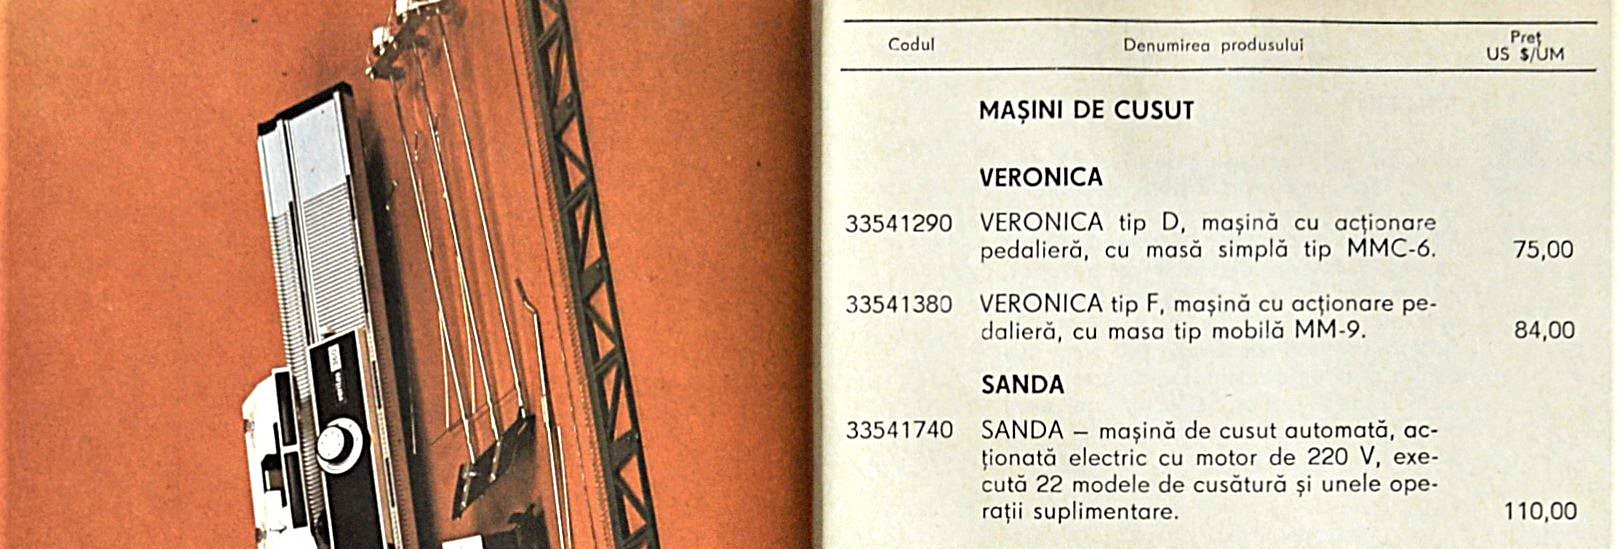 Codul Denumirea produsului Preț
US $/UM
MAȘINI DE CUSUT
VERONICA
33541290 VERONICA tip D, mașină cu acționare
pedalieră, cu masă simplă tip MMC-6. 75,00
33541380 VERONICA tip F, mașină cu acționare pe-
dalieră, cu masa tip mobilă MM-9. 84,00
SANDA
33541740 SANDA – mașină de cusut automată, ac-
ționată electric cu motor de 220 V, exe-
cută 22 modele de cusătură și unele ope-
rații suplimentare. 110,00